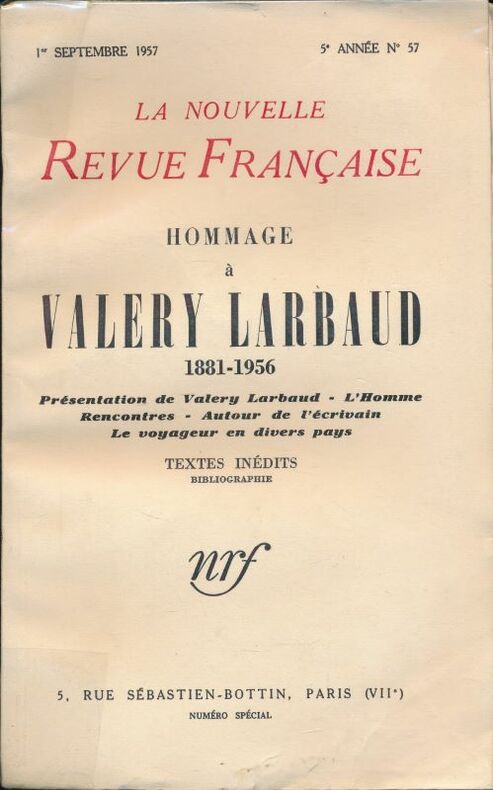 1er SEPTEMBRE 1957 5e ANNÉE N° 57
LA NOUVELLE
REVUE FRANÇAISE
HOMMAGE
à
VALERY LARBAUD
1881-1956
Présentation de Valery Larbaud - L'Homme
Rencontres - Autour de l'écrivain
Le voyageur en divers pays
TEXTES INÉDITS
BIBLIOGRAPHIE
nrf
5, RUE SÉBASTIEN-BOTTIN, PARIS (VIIe)
NUMÉRO SPÉCIAL